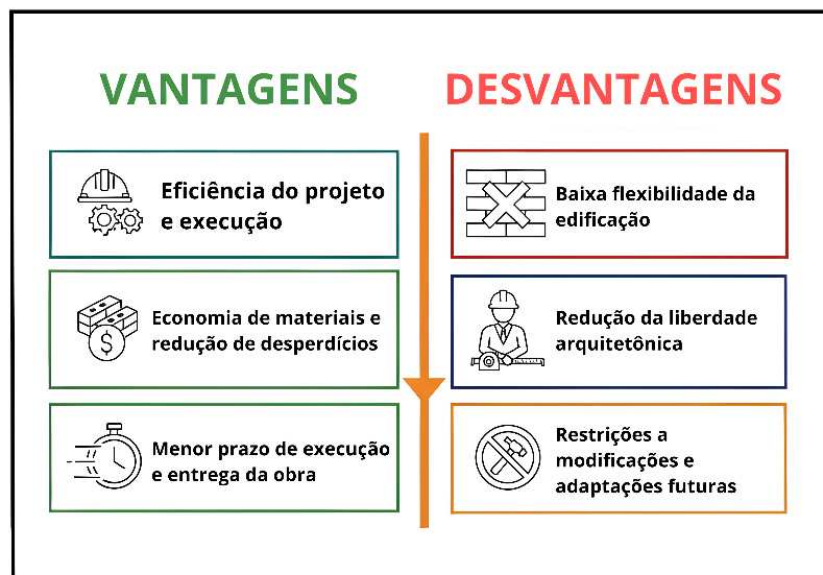 VANTAGENS
Eficiência do projeto
e execução
$
Economia de materiais e
redução de desperdícios
Menor prazo de execução
e entrega da obra
DESVANTAGENS
Baixa flexibilidade da
edificação
Redução da liberdade
arquitetônica
Restrições a
modificações e
adaptações futuras